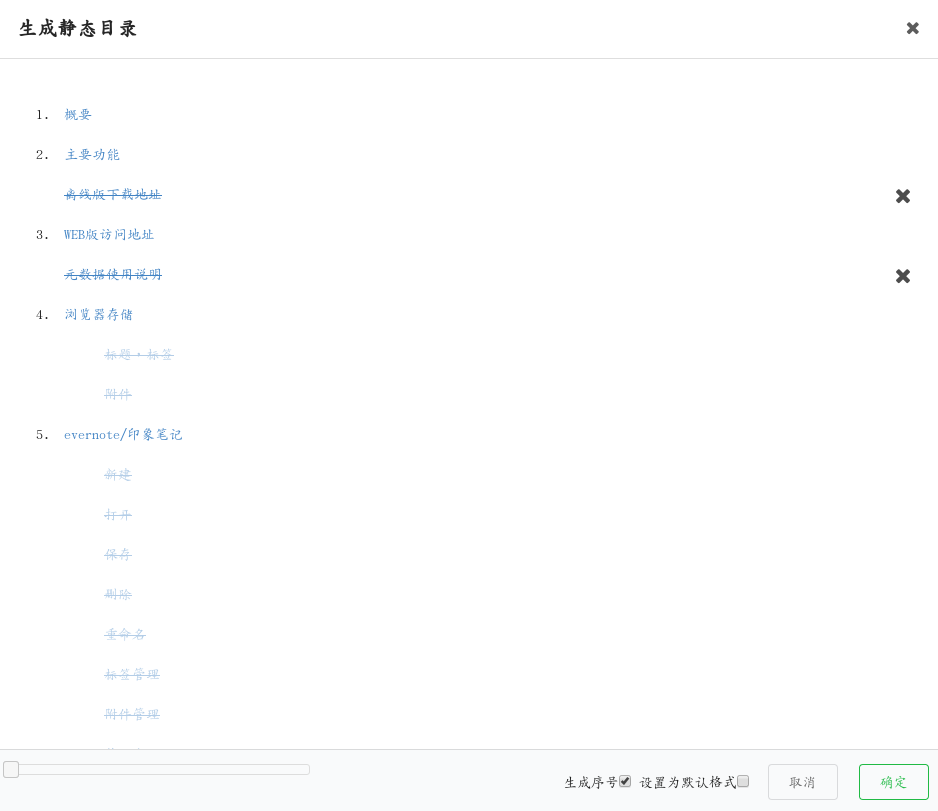 生成静态目录
1. 概要
2. 主要功能
离线版下载地址
3. WEB版访问地址
元数据使用说明
4. 浏览器存储
标题·标签
附件
5. evernote/印象笔记
新建
打开
保存
删除
重命名
标签管理
附件管理
生成序号 设置为默认格式 取消 确定